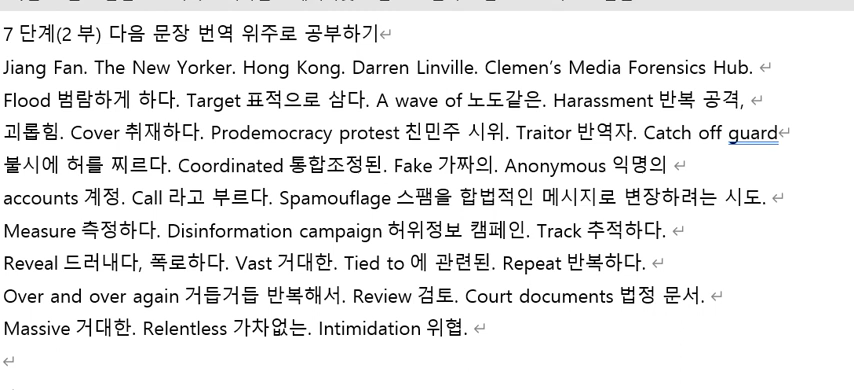 7 단계(2 부) 다음 문장 번역 위주로 공부하기
Jiang Fan. The New Yorker. Hong Kong. Darren Linville. Clemen’s Media Forensics Hub.
Flood 범람하게 하다. Target 표적으로 삼다. A wave of 노도같은. Harassment 반복 공격,
괴롭힘. Cover 취재하다. Prodemocracy protest 친민주 시위. Traitor 반역자. Catch off guard
불시에 허를 찌르다. Coordinated 통합조정된. Fake 가짜의. Anonymous 익명의
accounts 계정. Call 라고 부르다. Spamouflage 스팸을 합법적인 메시지로 변장하려는 시도.
Measure 측정하다. Disinformation campaign 허위정보 캠페인. Track 추적하다.
Reveal 드러내다, 폭로하다. Vast 거대한. Tied to 에 관련된. Repeat 반복하다.
Over and over again 거듭거듭 반복해서. Review 검토. Court documents 법정 문서.
Massive 거대한. Relentless 가차없는. Intimidation 위협.